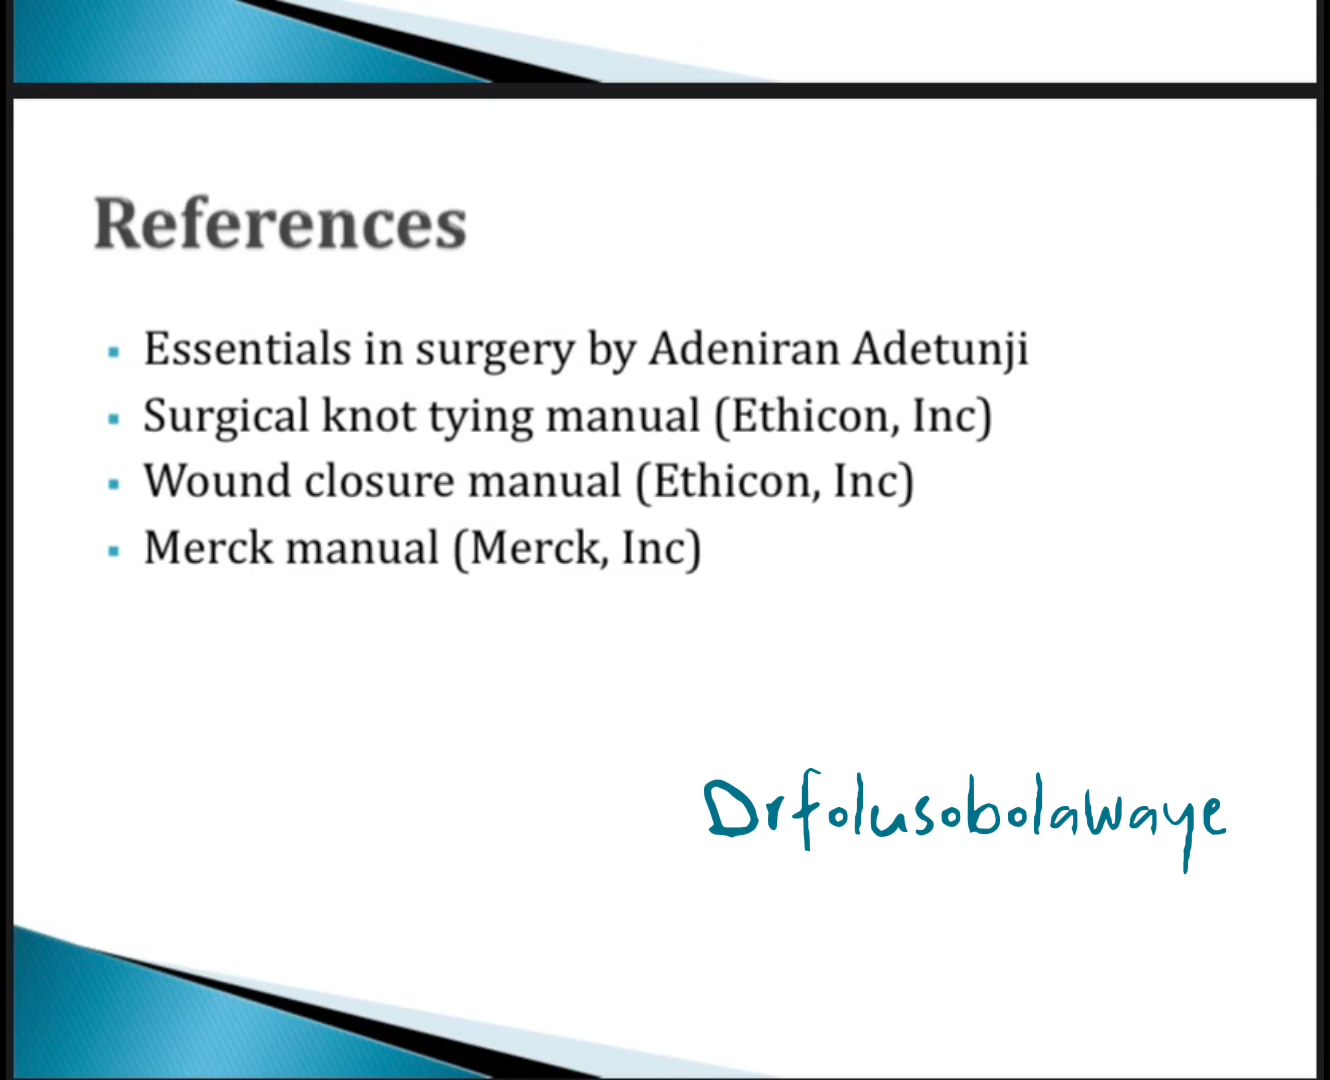 References
Essentials in surgery by Adeniran Adetunji
Surgical knot tying manual (Ethicon, Inc)
Wound closure manual (Ethicon, Inc)
Merck manual (Merck, Inc)
Drfolusobolawaye